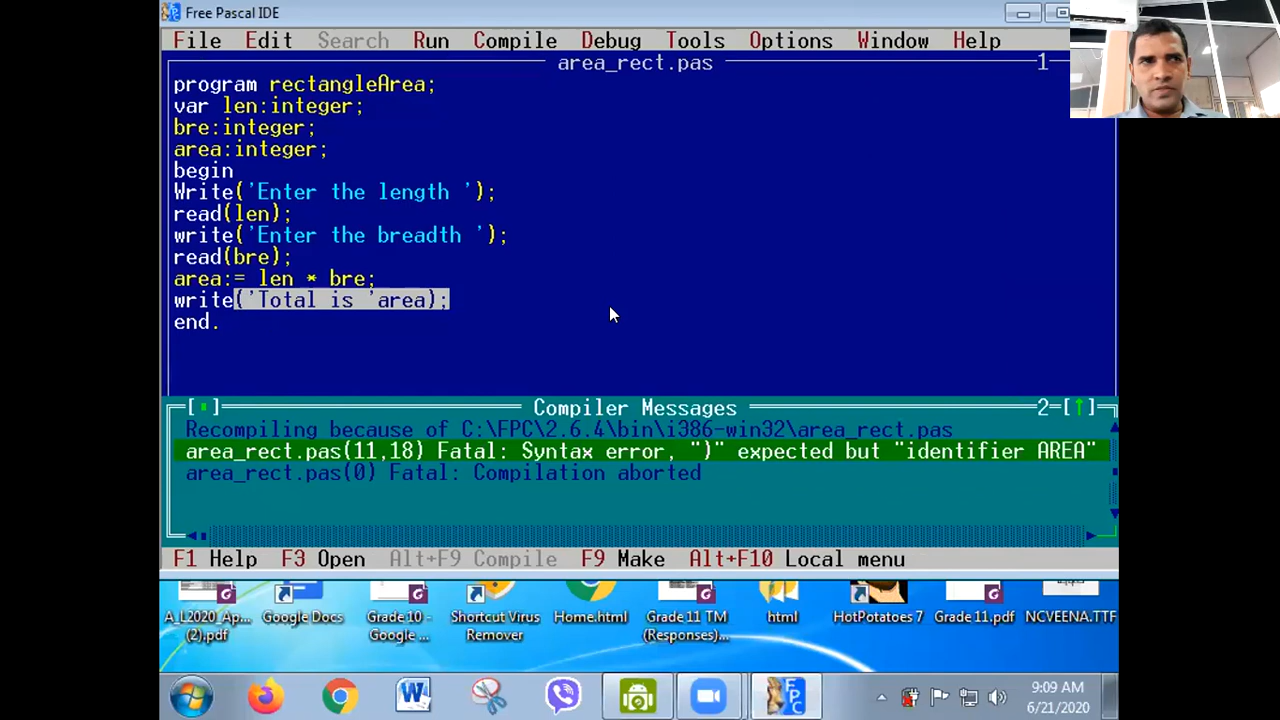 Free Pascal IDE
File Edit Search Run Compile Debug Tools Options Window Help
area_rect.pas 1
program rectangleArea;
var len:integer;
bre:integer;
area:integer;
begin
Write('Enter the length ');
read(len);
write('Enter the breadth ');
read(bre);
area:= len * bre;
write('Total is 'area);
end.
Compiler Messages 2
Recompiling because of C:\FPC\2.6.4\bin\i386-win32\area_rect.pas
area_rect.pas(11,18) Fatal: Syntax error, ")" expected but "identifier AREA"
area_rect.pas(0) Fatal: Compilation aborted
F1 Help F3 Open Alt+F9 Compile F9 Make Alt+F10 Local menu
A_L2020_Ap... (2).pdf
Google Docs
Grade 10 - Google ...
Shortcut Virus Remover
Home.html
Grade 11 TM (Responses)...
html
HotPotatoes 7
Grade 11.pdf
NCVEENA.TTF
9:09 AM
6/21/2020